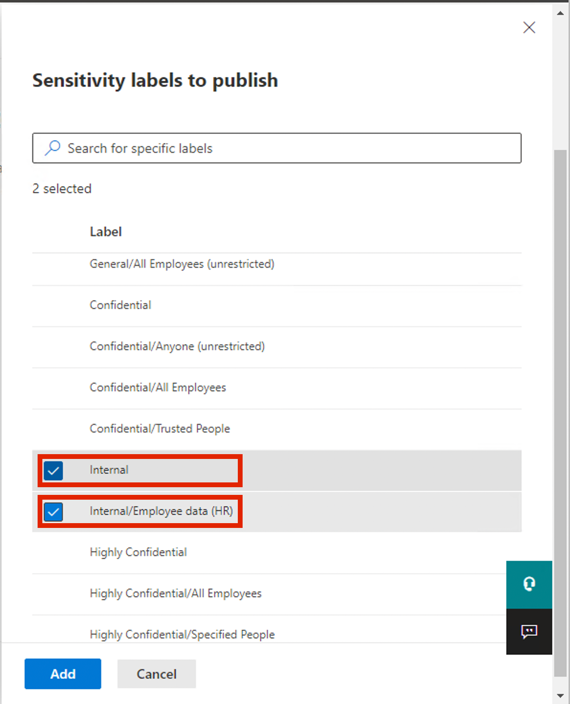 Sensitivity labels to publish
Search for specific labels
2 selected
Label
General/All Employees (unrestricted)
Confidential
Confidential/Anyone (unrestricted)
Confidential/All Employees
Confidential/Trusted People
Internal
Internal/Employee data (HR)
Highly Confidential
Highly Confidential/All Employees
Highly Confidential/Specified People
Add
Cancel